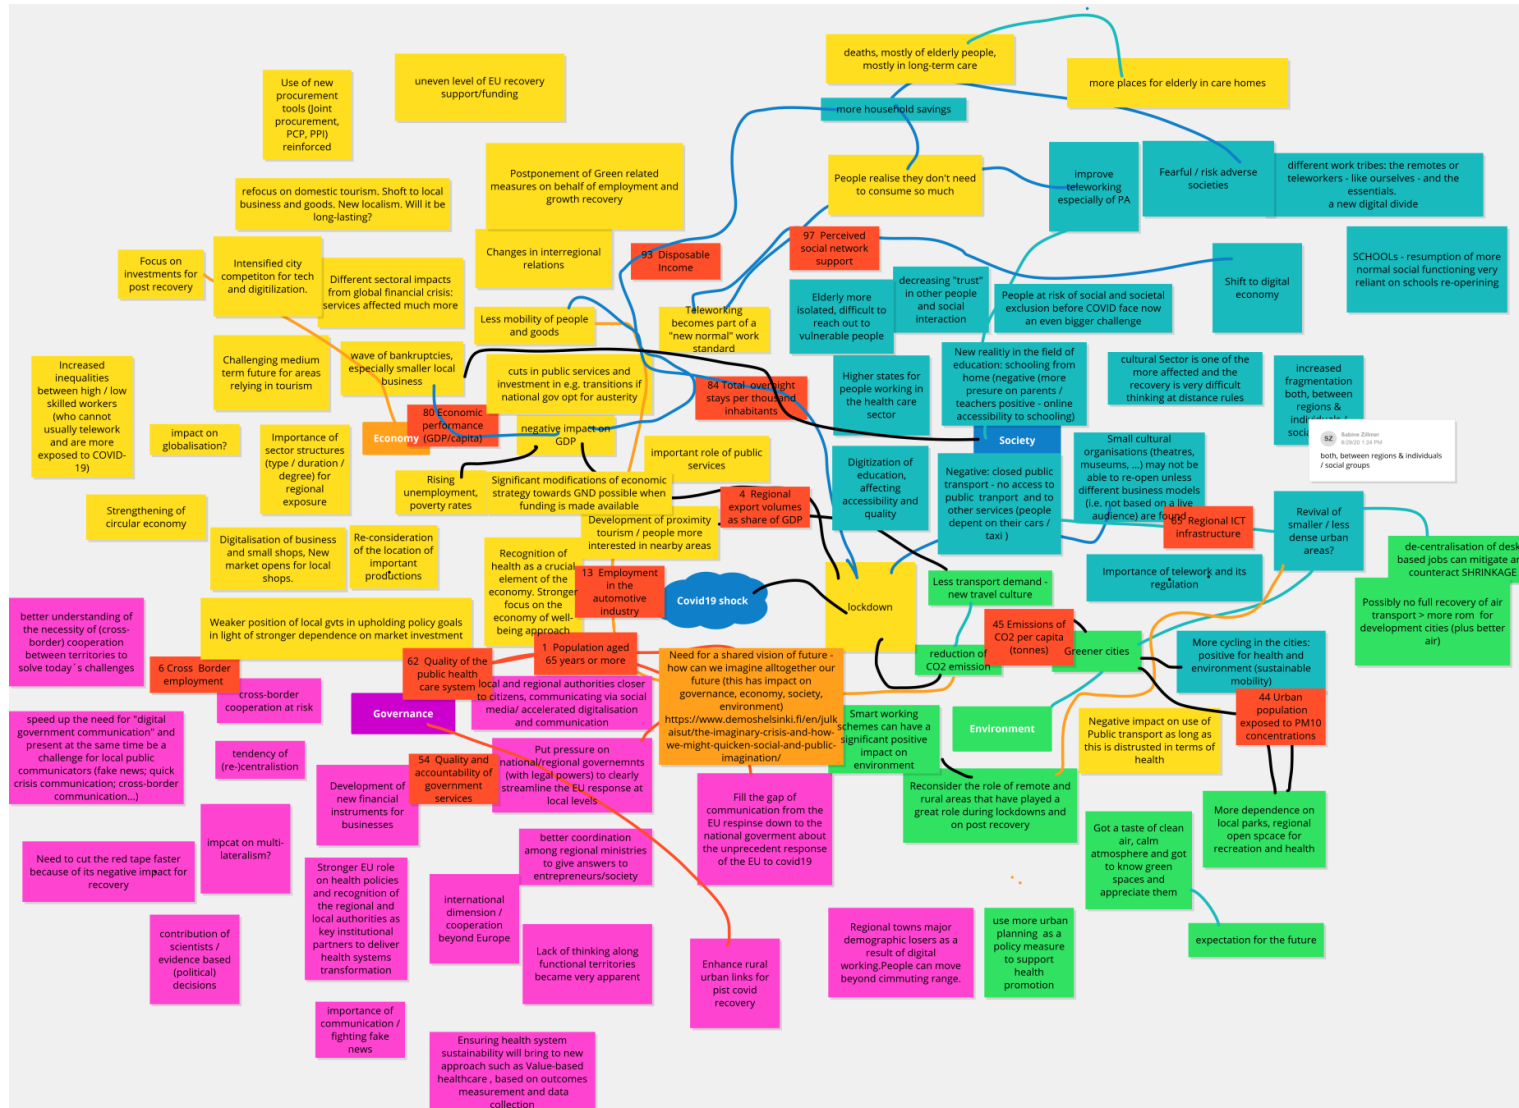 deaths, mostly of elderly people,
mostly in long-term care
more places for elderly in care homes
more household savings
uneven level of EU recovery
support/funding
Use of new
procurement
tools (Joint
procurement,
PCP, PPI)
reinforced
Postponement of Green related
measures on behalf of employment and
growth recovery
People realise they don't need
to consume so much
improve
teleworking
especially of PA
Fearful / risk adverse
societies
different work tribes: the remotes or
teleworkers - like ourselves - and the
essentials.
a new digital divide
refocus on domestic tourism. Shoft to local
business and goods. New localism. Will it be
long-lasting?
Changes in interregional
relations
93 Disposable
Income
97 Perceived
social network
support
Focus on
investments for
post recovery
Intensified city
competiton for tech
and digitilization.
Different sectoral impacts
from global financial crisis:
services affected much more
Less mobility of people
and goods
Teleworking
becomes part of a
"new normal" work
standard
Elderly more
isolated, difficult to
reach out to
vulnerable people
decreasing "trust"
in other people
and social
interaction
People at risk of social and societal
exclusion before COVID face now
an even bigger challenge
Shift to digital
economy
SCHOOLs - resumption of more
normal social functioning very
reliant on schools re-operining
Increased
inequalities
between high / low
skilled workers
(who cannot
usually telework
and are more
exposed to COVID-
19)
Challenging medium
term future for areas
relying in tourism
wave of bankruptcies,
especially smaller local
business
cuts in public services and
investment in e.g. transitions if
national gov opt for austerity
84 Total overnight
stays per thousand
inhabitants
Higher states for
people working in
the health care
sector
New realitiy in the field of
education: schooling from
home (negative (more
presure on parents /
teachers positive - online
accessibility to schooling)
cultural Sector is one of the
more affected and the
recovery is very difficult
thinking at distance rules
increased
fragmentation
both, between
regions &
SZ
Sabine Zillmer
8/28/20 1:24 PM
both, between regions & individuals
/ social groups
impact on
globalisation?
Importance of
sector structures
(type / duration /
degree) for
regional
exposure
Economy
80 Economic
performance
(GDP/capita)
negative impact on
GDP
important role of public
services
Society
Digitization of
education,
affecting
accessibility and
quality
Negative: closed public
transport - no access to
public tranport and to
other services (people
depent on their cars /
taxi )
Small cultural
organisations (theatres,
museums, ...) may not be
able to re-open unless
different business models
(i.e. not based on a live
audience) are found
65 Regional ICT
infrastructure
Revival of
smaller / less
dense urban
areas?
Strengthening of
circular economy
Rising
unemployment,
poverty rates
Significant modifications of economic
strategy towards GND possible when
funding is made available
4 Regional
export volumes
as share of GDP
Digitalisation of business
and small shops, New
market opens for local
shops.
Re-consideration
of the location of
important
productions
Development of proximity
tourism / people more
interested in nearby areas
Recognition of
health as a crucial
element of the
economy. Stronger
focus on the
economy of well-
being approach
13 Employment
in the
automotive
industry
Covid19 shock
lockdown
Less transport demand -
new travel culture
Importance of telework and its
regulation
de-centralisation of desk
based jobs can mitigate an
counteract SHRINKAGE
Possibly no full recovery of air
transport > more rom for
development cities (plus better
air)
better understanding of
the necessity of (cross-
border) cooperation
between territories to
solve today´s challenges
Weaker position of local gvts in upholding policy goals
in light of stronger dependence on market investment
6 Cross Border
employment
62 Quality of the
public health
care system
1 Population aged
65 years or more
Need for a shared vision of future -
how can we imagine alltogether our
future (this has impact on
governance, economy, society,
environment)
https://www.demoshelsinki.fi/en/julk
aisut/the-imaginary-crisis-and-how-
we-might-quicken-social-and-public-
imagination/
reduction of
CO2 emission
45 Emissions of
CO2 per capita
(tonnes)
Greener cities
More cycling in the cities:
positive for health and
environment (sustainable
mobility)
44 Urban
population
exposed to PM10
concentrations
cross-border
cooperation at risk
local and regional authorities closer
to citizens, communicating via social
media/ accelerated digitalisation
and communication
Governance
speed up the need for "digital
government communication" and
present at the same time be a
challenge for local public
communicators (fake news; quick
crisis communication; cross-border
communication...)
tendency of
(re-)centralistion
54 Quality and
accountability of
government
services
Put pressure on
national/regional governemnts
(with legal powers) to clearly
streamline the EU response at
local levels
Smart working
schemes can have a
significant positive
impact on
environment
Environment
Negative impact on use of
Public transport as long as
this is distrusted in terms of
health
Development of
new financial
instruments for
businesses
Fill the gap of
communication from the
EU respinse down to the
national goverment about
the unprecedent response
of the EU to covid19
Reconsider the role of remote and
rural areas that have played a
great role during lockdowns and
on post recovery
More dependence on
local parks, regional
open spcace for
recreation and health
Got a taste of clean
air, calm
atmosphere and got
to know green
spaces and
appreciate them
Need to cut the red tape faster
because of its negative impact for
recovery
impcat on multi-
lateralism?
Stronger EU role
on health policies
and recognition of
the regional and
local authorities as
key institutional
partners to deliver
health systems
transformation
better coordination
among regional ministries
to give answers to
entrepreneurs/society
international
dimension /
cooperation
beyond Europe
contribution of
scientists /
evidence based
(political)
decisions
Lack of thinking along
functional territories
became very apparent
Enhance rural
urban links for
pist covid
recovery
Regional towns major
demographic losers as a
result of digital
working.People can move
beyond cimmuting range.
use more urban
planning as a
policy measure
to support
health
promotion
expectation for the future
importance of
communication /
fighting fake
news
Ensuring health system
sustainability will bring to new
approach such as Value-based
healthcare , based on outcomes
measurement and data
collection